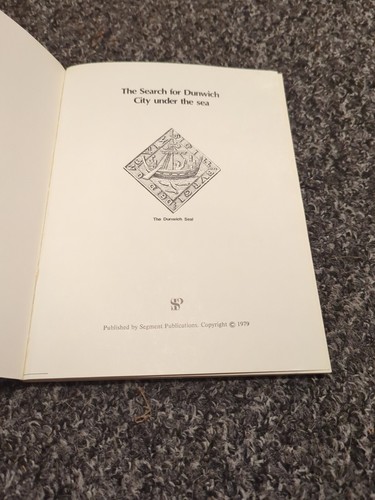 The Search for Dunwich
City under the sea
The Dunwich Seal
SP
Published by Segment Publications. Copyright © 1979